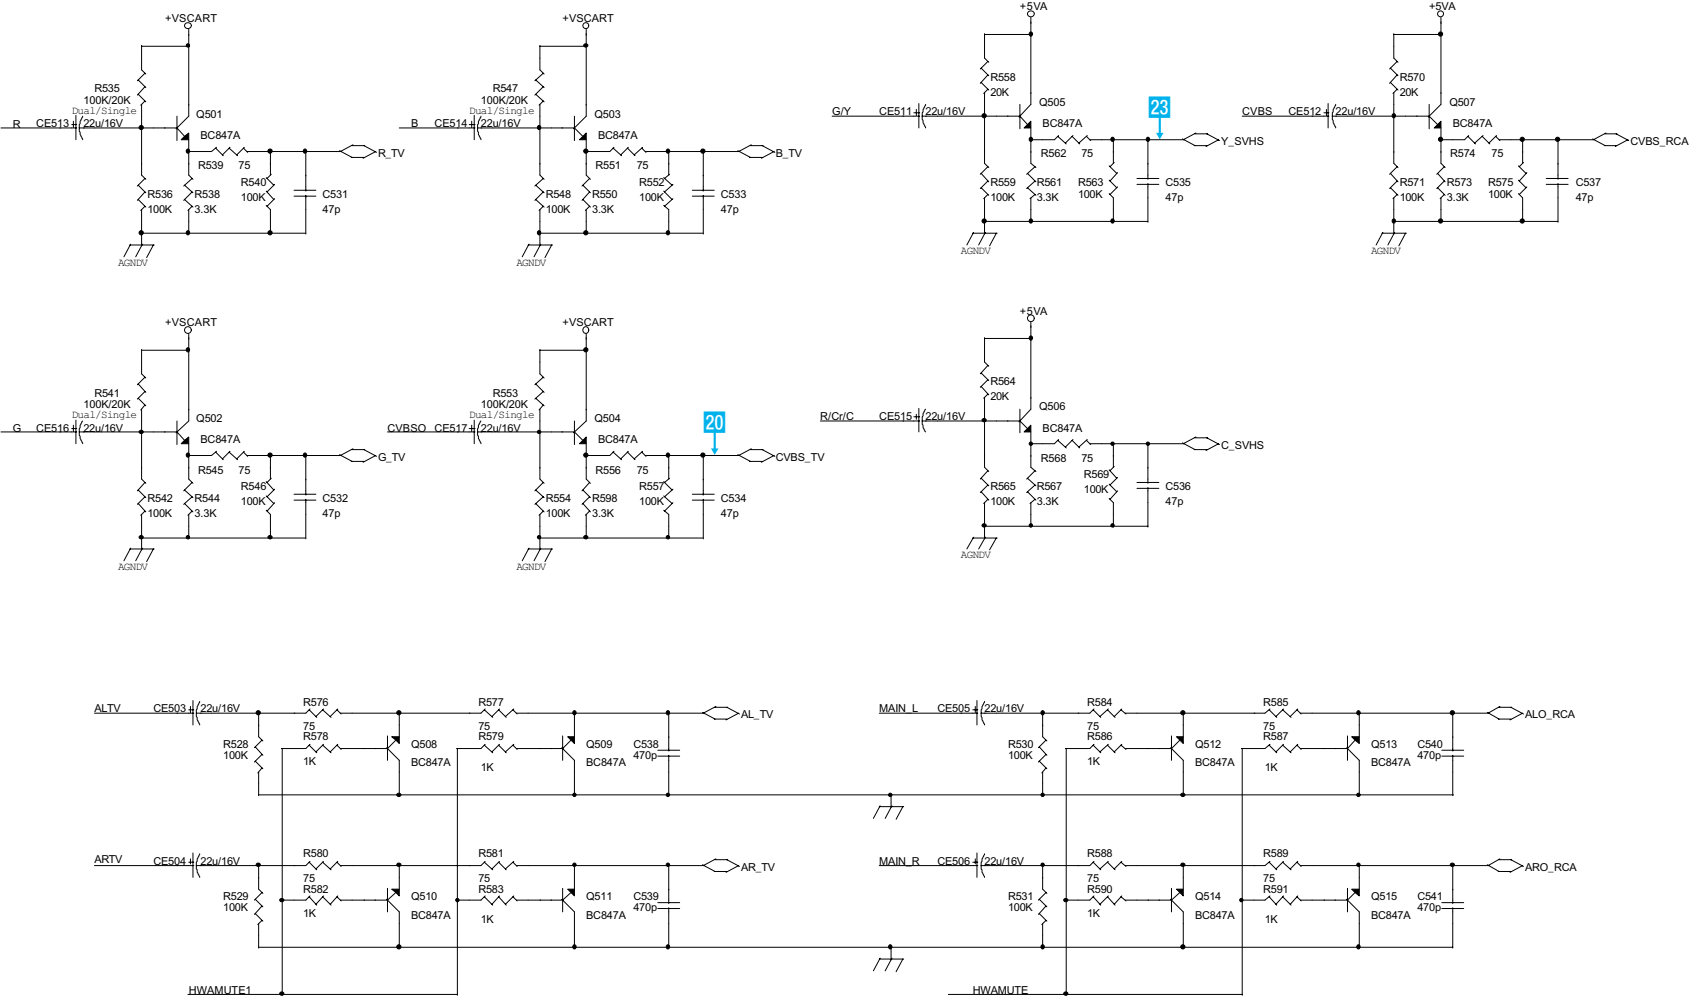 +VSCART
R535
100K/20K
Dual/Single
R CE513 + 22u/16V
Q501
BC847A
R539 75
R_TV
R536
100K
R538
3.3K
R540
100K
C531
47p
AGNDV
+VSCART
R547
100K/20K
Dual/Single
B CE514 + 22u/16V
Q503
BC847A
R551 75
B_TV
R548
100K
R550
3.3K
R552
100K
C533
47p
AGNDV
+5VA
R558
20K
G/Y CE511 + 22u/16V
Q505
BC847A
23
R562 75
Y_SVHS
R559
100K
R561
3.3K
R563
100K
C535
47p
AGNDV
+5VA
R570
20K
CVBS CE512 + 22u/16V
Q507
BC847A
R574 75
CVBS_RCA
R571
100K
R573
3.3K
R575
100K
C537
47p
AGNDV
+VSCART
R541
100K/20K
Dual/Single
G CE516 + 22u/16V
Q502
BC847A
R545 75
G_TV
R542
100K
R544
3.3K
R546
100K
C532
47p
AGNDV
+VSCART
R553
100K/20K
Dual/Single
CVBSO CE517 + 22u/16V
Q504
BC847A
20
R556 75
CVBS_TV
R554
100K
R598
3.3K
R557
100K
C534
47p
AGNDV
+5VA
R564
20K
R/Cr/C CE515 + 22u/16V
Q506
BC847A
R568 75
C_SVHS
R565
100K
R567
3.3K
R569
100K
C536
47p
AGNDV
ALTV CE503 + 22u/16V
R576
75
R577
75
AL_TV
R528
100K
R578
1K
Q508
BC847A
R579
1K
Q509
BC847A
C538
470p
MAIN_L CE505 + 22u/16V
R584
75
R585
75
ALO_RCA
R530
100K
R586
1K
Q512
BC847A
R587
1K
Q513
BC847A
C540
470p
ARTV CE504 + 22u/16V
R580
75
R581
75
AR_TV
R529
100K
R582
1K
Q510
BC847A
R583
1K
Q511
BC847A
C539
470p
MAIN_R CE506 + 22u/16V
R588
75
R589
75
ARO_RCA
R531
100K
R590
1K
Q514
BC847A
R591
1K
Q515
BC847A
C541
470p
HWAMUTE1
HWAMUTE